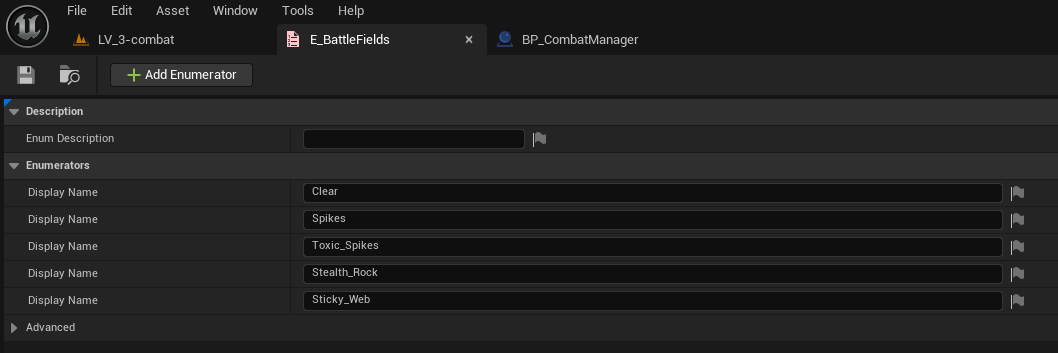 File Edit Asset Window Tools Help
LV_3-combat E_BattleFields BP_CombatManager
Add Enumerator
Description
Enum Description
Enumerators
Display Name Clear
Display Name Spikes
Display Name Toxic_Spikes
Display Name Stealth_Rock
Display Name Sticky_Web
Advanced